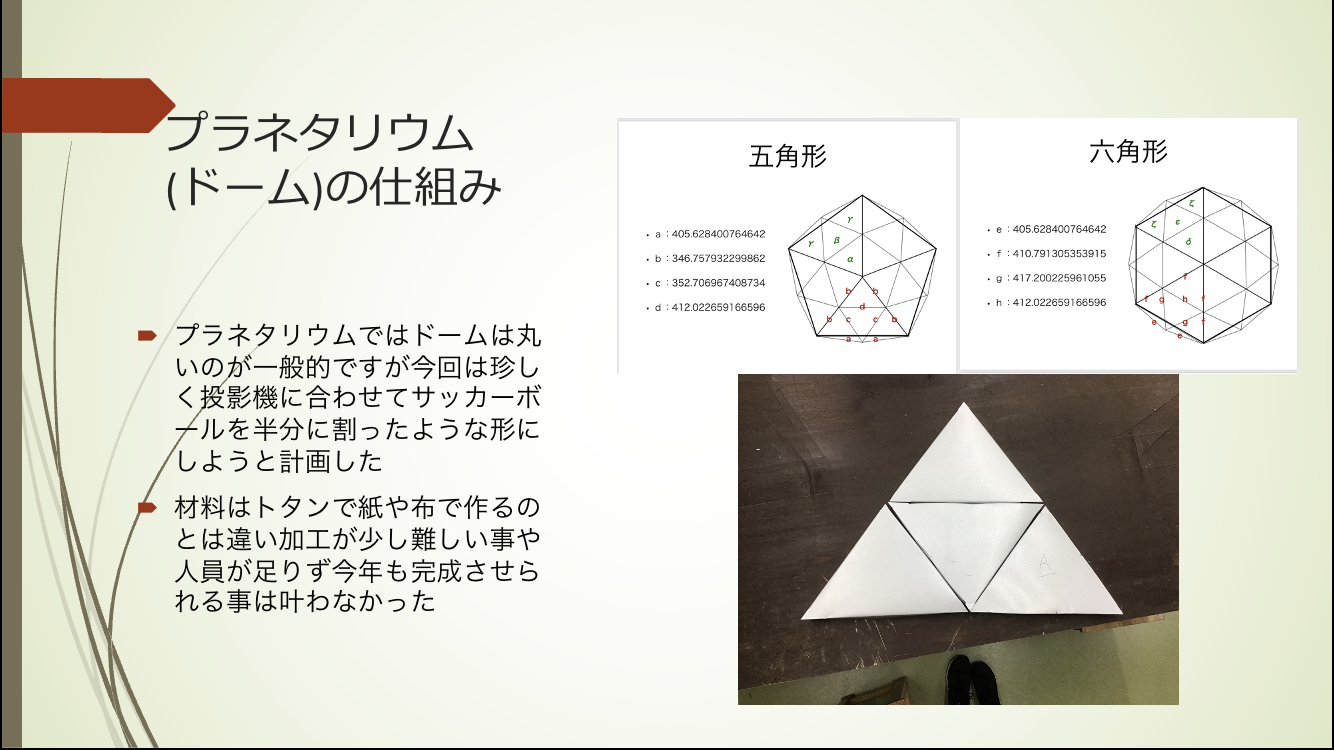 プラネタリウム
(ドーム)の仕組み
プラネタリウムではドームは丸
いのが一般的ですが今回は珍し
く投影機に合わせてサッカーボ
ールを半分に割ったような形に
しようと計画した
材料はトタンで紙や布で作るの
とは違い加工が少し難しい事や
人員が足りず今年も完成させら
れる事は叶わなかった
五角形
・ a ：405.628400764642
・ b ：346.757932299862
・ c ：352.706967408734
・ d ：412.022659166596
γ
γ β
α
b b
d
b c c b
a a
六角形
・ e ：405.628400764642
・ f ：410.791305353915
・ g ：417.200225961055
・ h ：412.022659166596
ζ
ζ ε
δ
f
f g h f
e g f
e
A